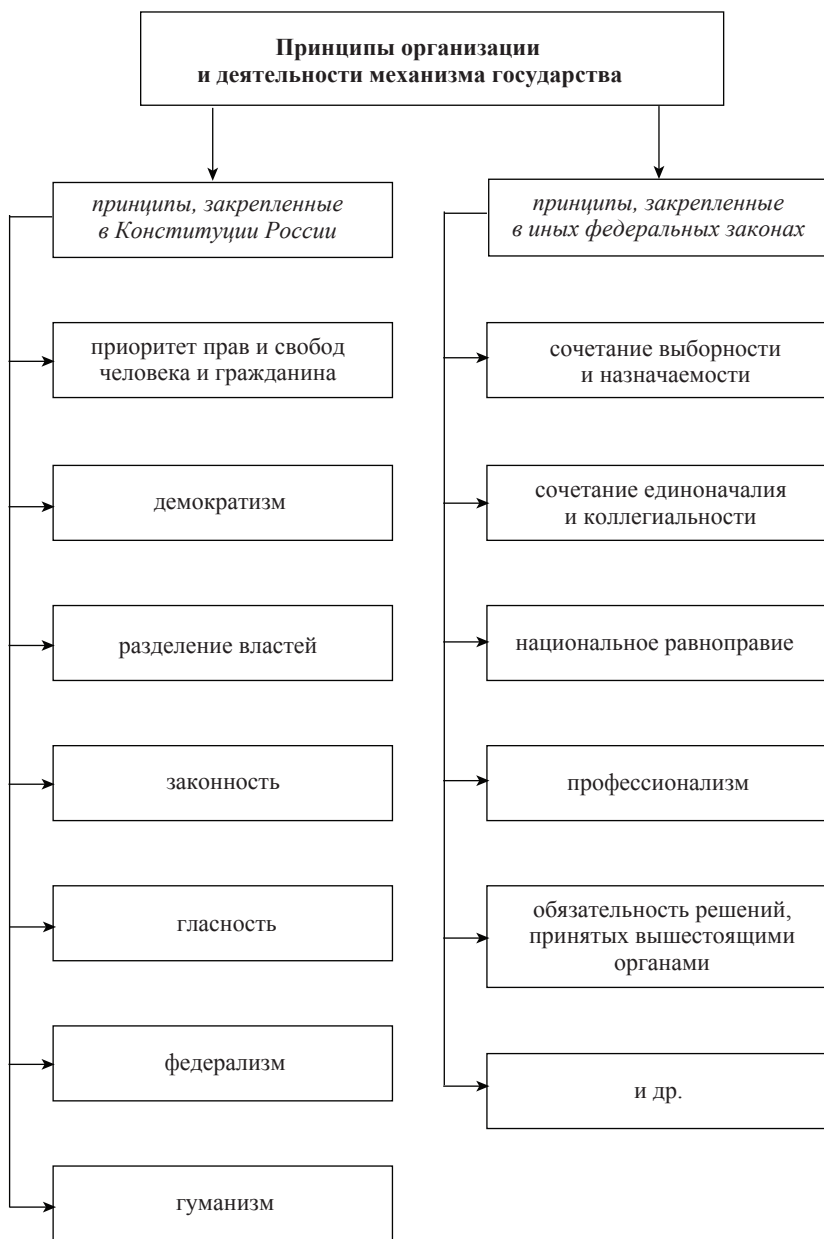 Принципы организации
и деятельности механизма государства
принципы, закрепленные
в Конституции России
приоритет прав и свобод
человека и гражданина
демократизм
разделение властей
законность
гласность
федерализм
гуманизм
принципы, закрепленные
в иных федеральных законах
сочетание выборности
и назначаемости
сочетание единоначалия
и коллегиальности
национальное равноправие
профессионализм
обязательность решений,
принятых вышестоящими
органами
и др.